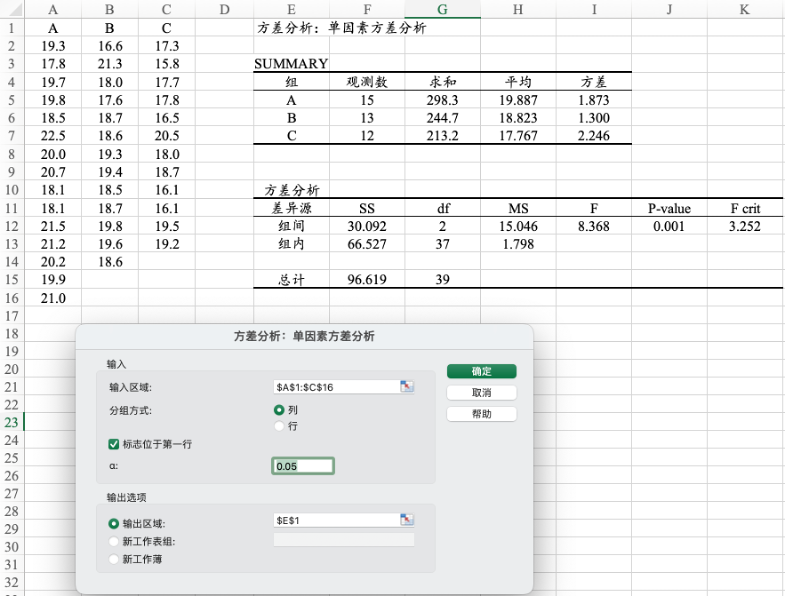 A B C D E F G H I J K
1 A B C 方差分析：单因素方差分析
2 19.3 16.6 17.3
3 17.8 21.3 15.8 SUMMARY
4 19.7 18.0 17.7 组 观测数 求和 平均 方差
5 19.8 17.6 17.8 A 15 298.3 19.887 1.873
6 18.5 18.7 16.5 B 13 244.7 18.823 1.300
7 22.5 18.6 20.5 C 12 213.2 17.767 2.246
8 20.0 19.3 18.0
9 20.7 19.4 18.7
10 18.1 18.5 16.1 方差分析
11 18.1 18.7 16.1 差异源 SS df MS F P-value F crit
12 21.5 19.8 19.5 组间 30.092 2 15.046 8.368 0.001 3.252
13 21.2 19.6 19.2 组内 66.527 37 1.798
14 20.2 18.6
15 19.9 总计 96.619 39
16 21.0
17
18 方差分析：单因素方差分析
19
20 输入 确定
21 输入区域: $A$1:$C$16 取消
22 分组方式: 列 帮助
23 行
24 标志位于第一行
25 α: 0.05
26
27 输出选项
28
29 输出区域: $E$1
30 新工作表组:
31 新工作薄
32